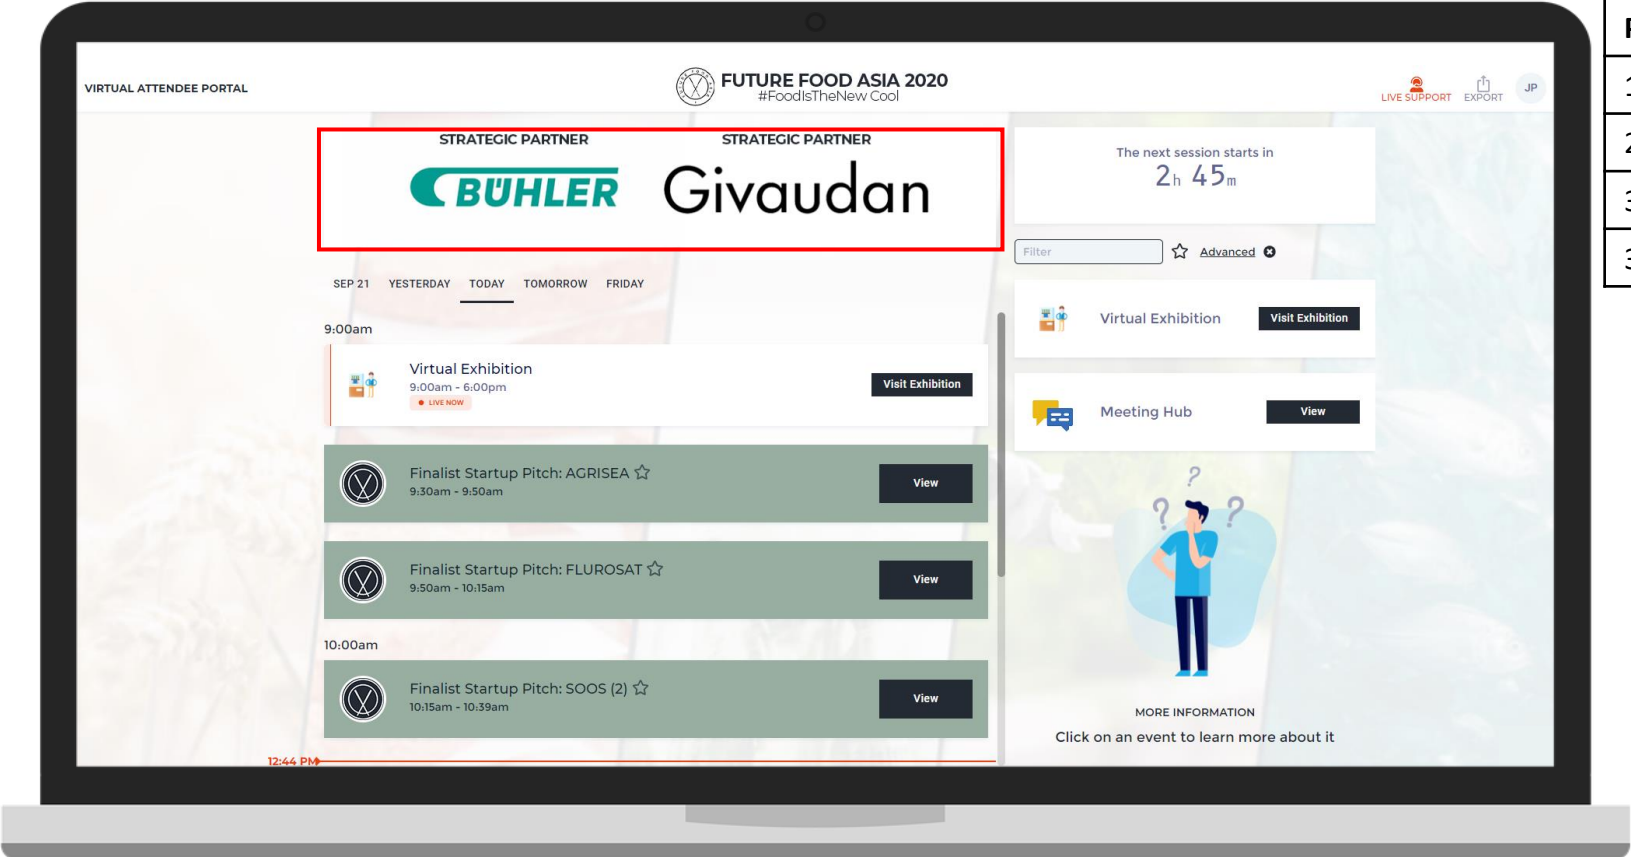 VIRTUAL ATTENDEE PORTAL
FUTURE FOOD ASIA 2020
#FoodIsTheNew Cool
LIVE SUPPORT
EXPORT
JP
STRATEGIC PARTNER
STRATEGIC PARTNER
BÜHLER
Givaudan
The next session starts in
2h 45m
Filter
Advanced
SEP 21 YESTERDAY TODAY TOMORROW FRIDAY
9:00am
Virtual Exhibition
9:00am - 6:00pm
LIVE NOW
Visit Exhibition
Finalist Startup Pitch: AGRISEA
9:30am - 9:50am
View
Finalist Startup Pitch: FLUROSAT
9:50am - 10:15am
View
10:00am
Finalist Startup Pitch: SOOS (2)
10:15am - 10:39am
View
12:44 PM
Virtual Exhibition
Visit Exhibition
Meeting Hub
View
? ? ?
MORE INFORMATION
Click on an event to learn more about it